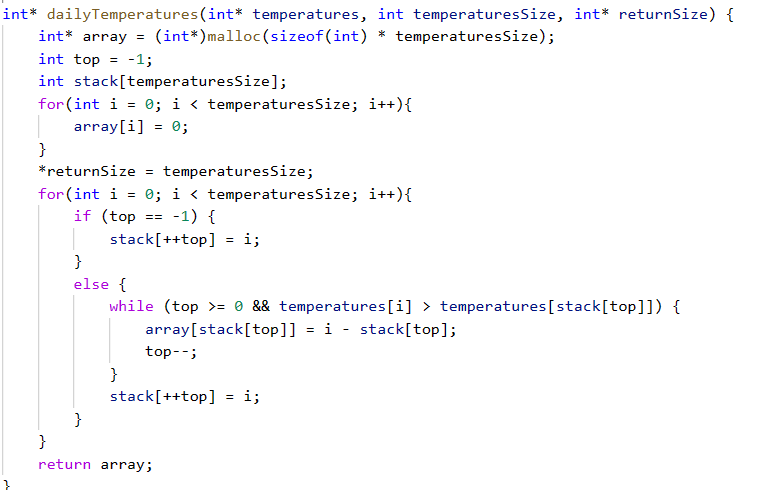 int* dailyTemperatures(int* temperatures, int temperaturesSize, int* returnSize) {
    int* array = (int*)malloc(sizeof(int) * temperaturesSize);
    int top = -1;
    int stack[temperaturesSize];
    for(int i = 0; i < temperaturesSize; i++){
        array[i] = 0;
    }
    *returnSize = temperaturesSize;
    for(int i = 0; i < temperaturesSize; i++){
        if (top == -1) {
            stack[++top] = i;
        }
        else {
            while (top >= 0 && temperatures[i] > temperatures[stack[top]]) {
                array[stack[top]] = i - stack[top];
                top--;
            }
            stack[++top] = i;
        }
    }
    return array;
}